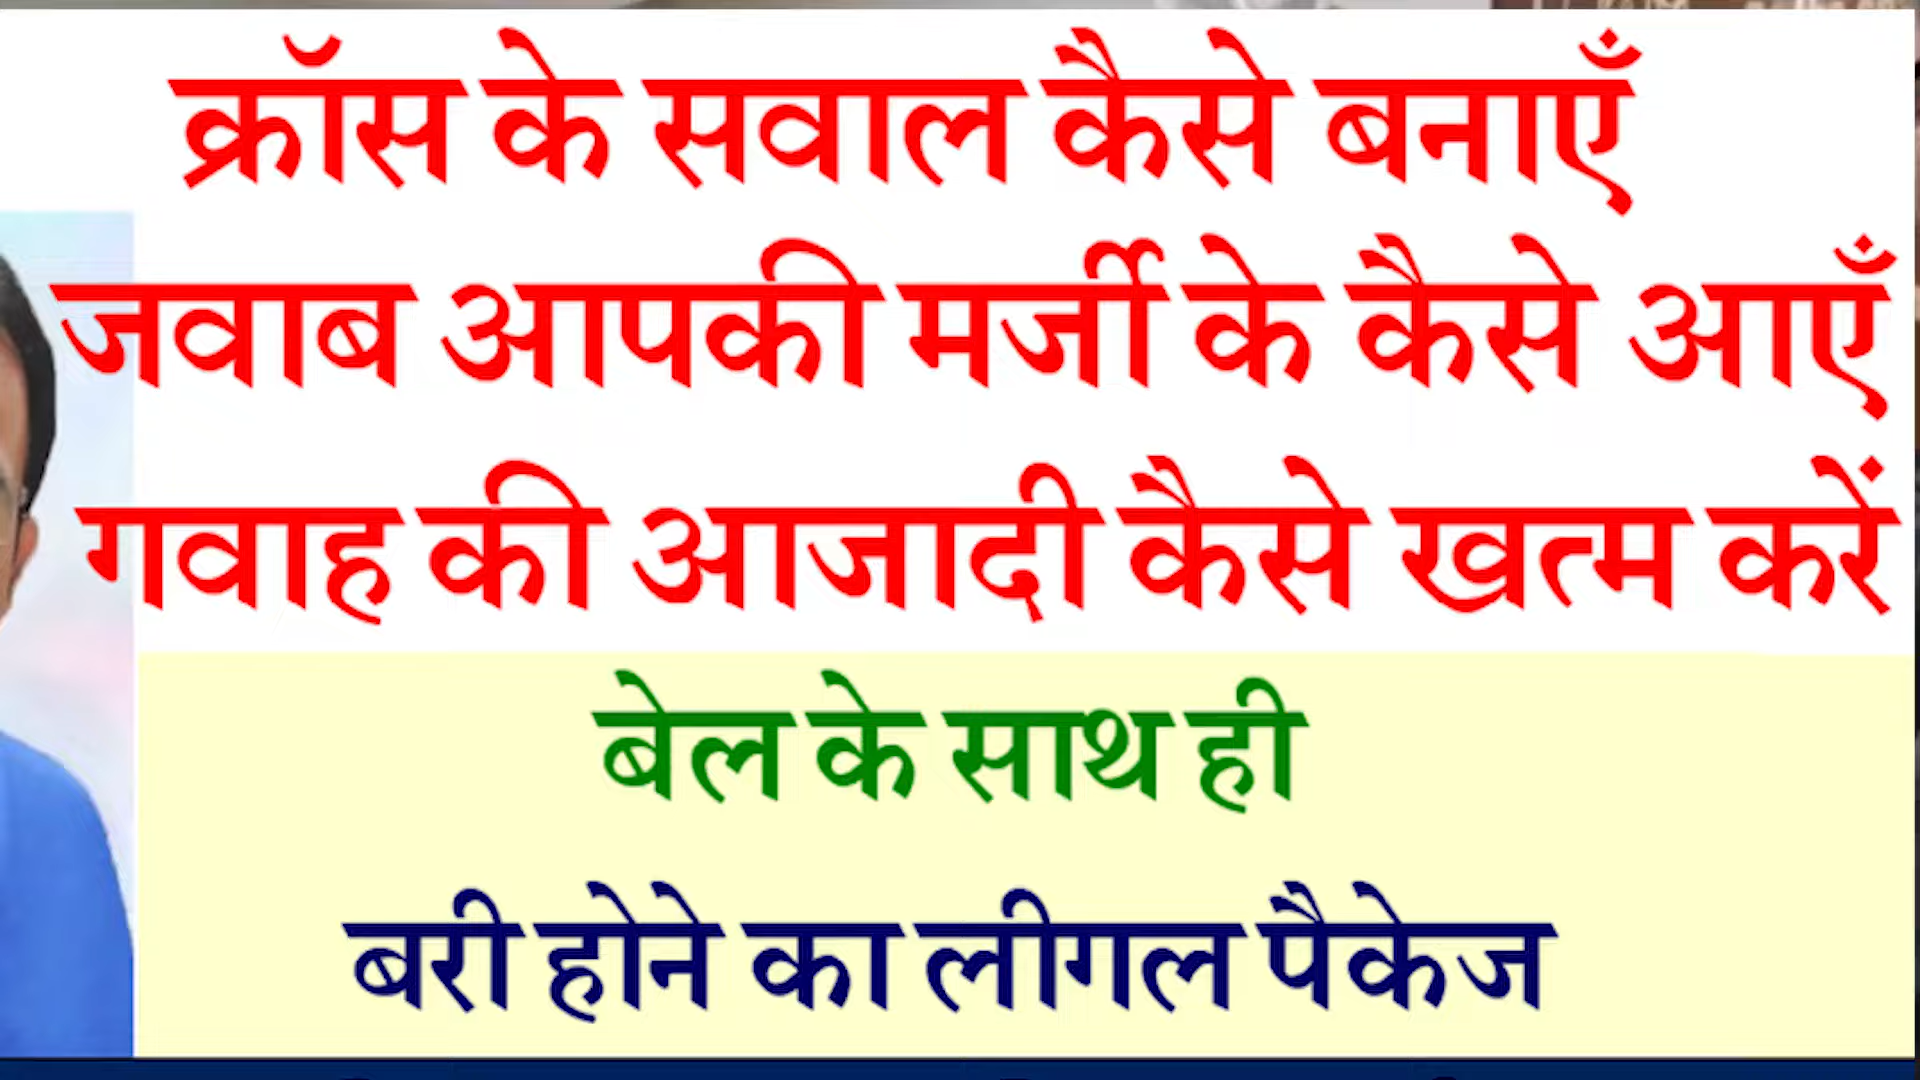 क्रॉस के सवाल कैसे बनाएँ
जवाब आपकी मर्जी के कैसे आएँ
गवाह की आजादी कैसे खत्म करें
बेल के साथ ही
बरी होने का लीगल पैकेज